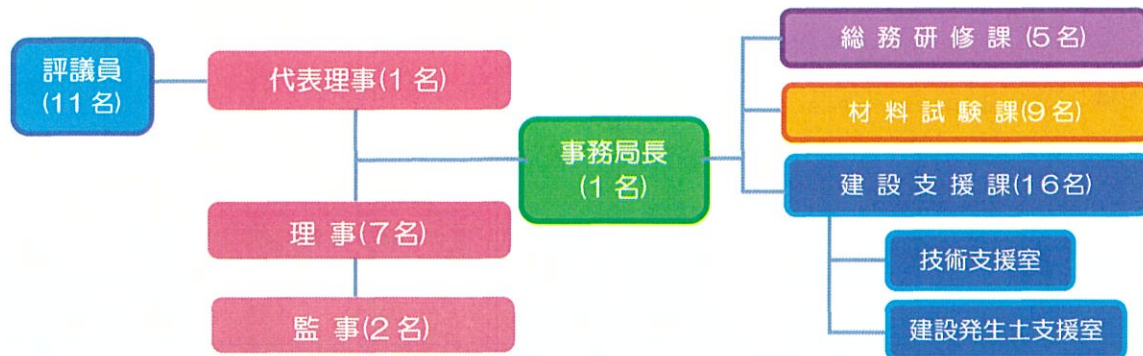 評議員
(11名)
代表理事(1名)
理 事(7名)
監 事(2名)
事務局長
(1名)
総 務 研 修 課 (5名)
材 料 試 験 課(9名)
建 設 支 援 課(16名)
技術支援室
建設発生土支援室